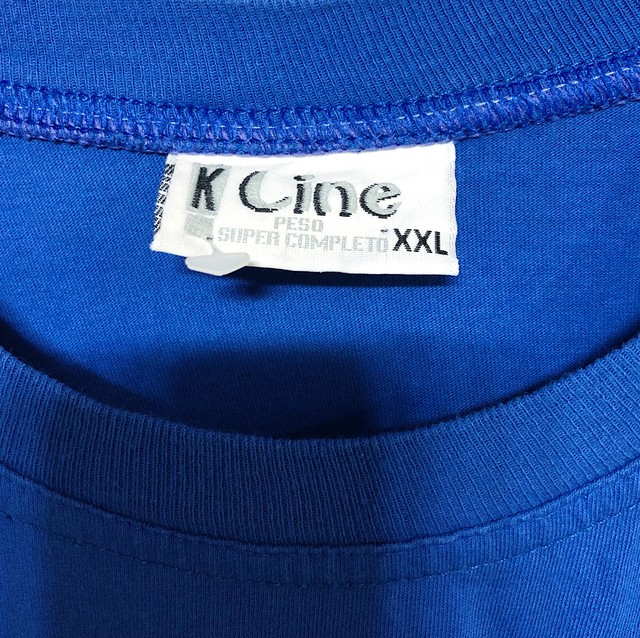 K Cine
PESO
SUPER COMPLETO XXL